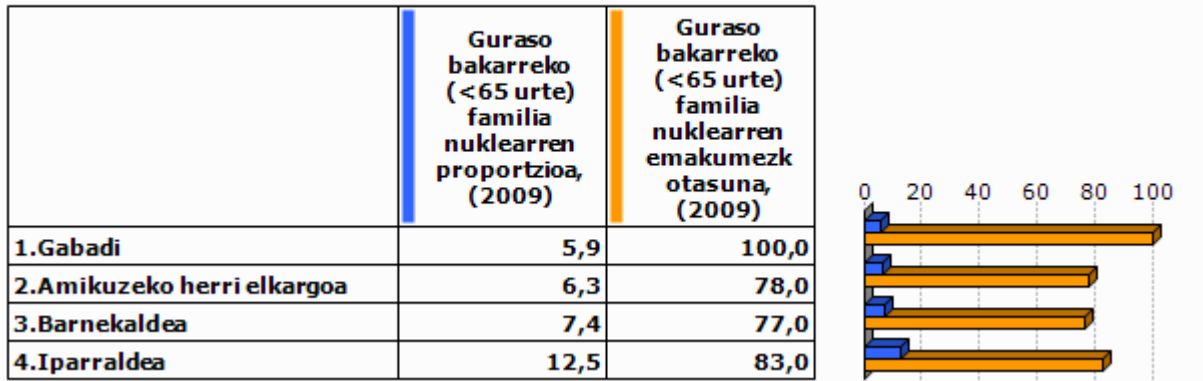 Guraso
bakarreko
(<65 urte)
familia
nuklearren
proportzioa,
(2009)
Guraso
bakarreko
(<65 urte)
familia
nuklearren
emakumezk
otasuna,
(2009)
0 20 40 60 80 100
1.Gabadi 5,9 100,0
2.Amikuzeko herri elkargoa 6,3 78,0
3.Barnekaldea 7,4 77,0
4.Iparraldea 12,5 83,0